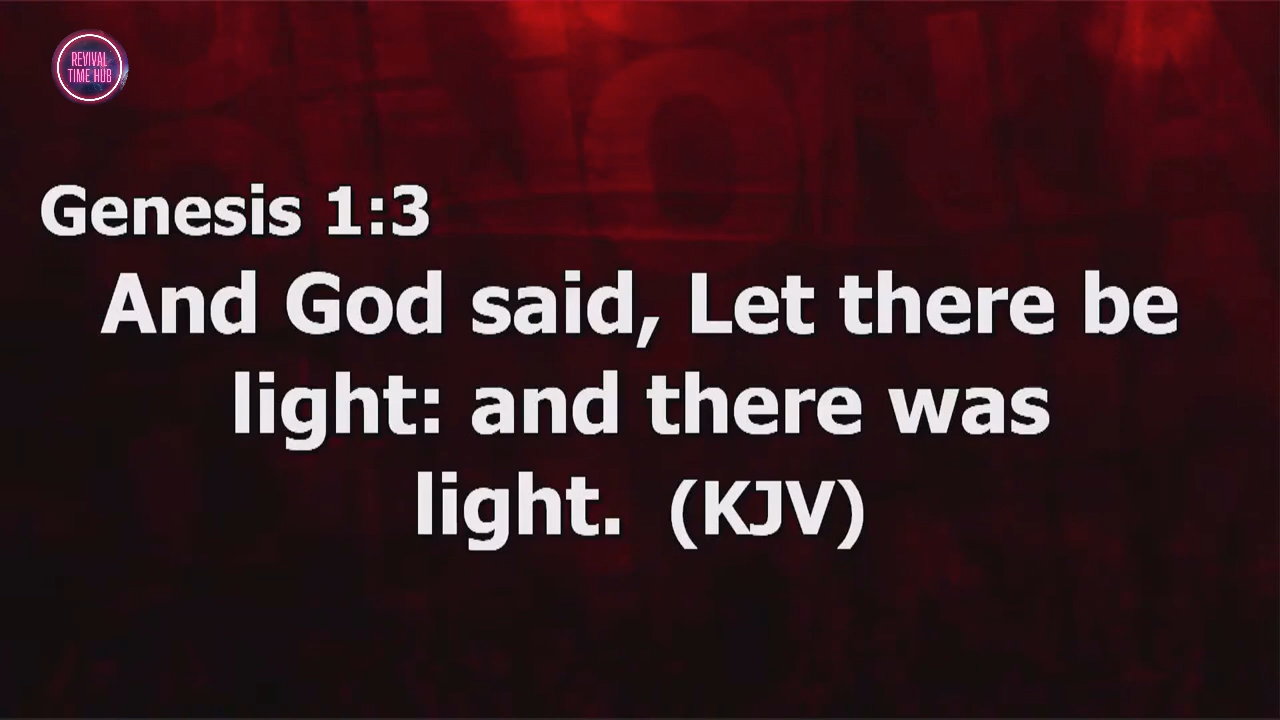 REVIVAL
TIME HUB
Genesis 1:3
And God said, Let there be
light: and there was
light. (KJV)